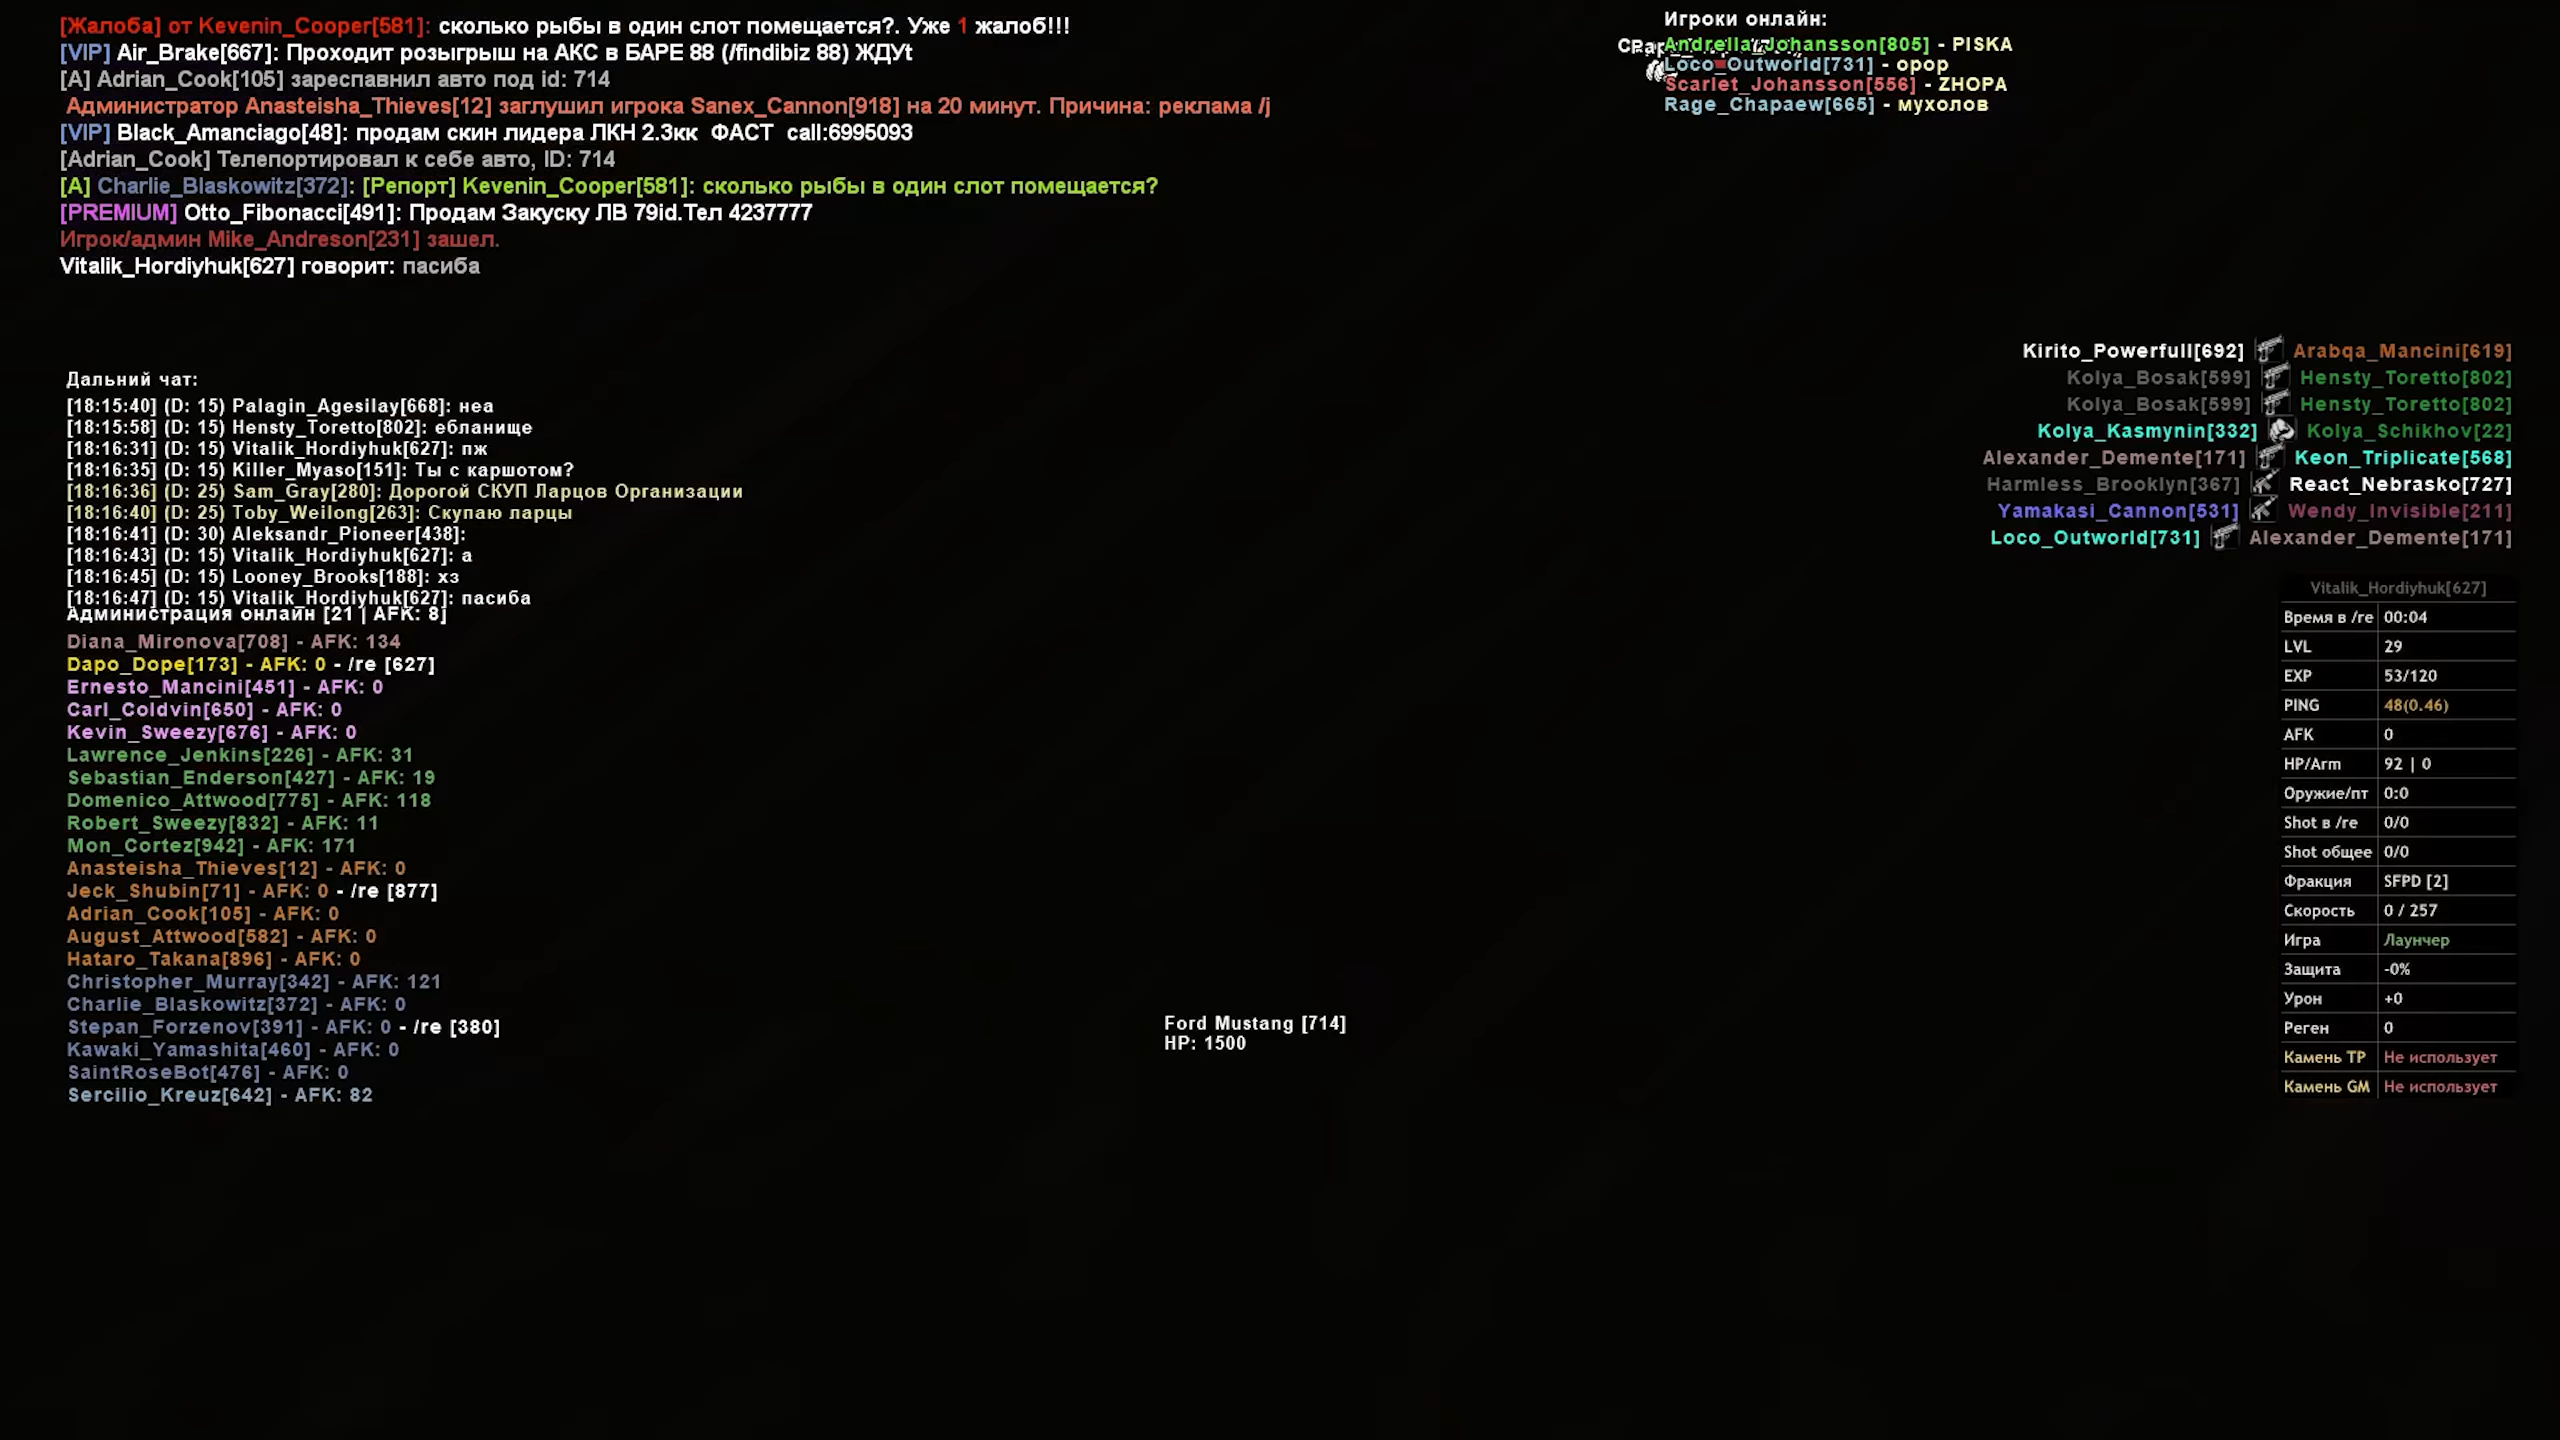 [Жалоба] от Kevenin_Cooper[581]: сколько рыбы в один слот помещается?. Уже 1 жалоб!!!
[VIP] Air_Brake[667]: Проходит розыгрыш на АКС в БАРЕ 88 (/findibiz 88) ЖДУt
[A] Adrian_Cook[105] зареспавнил авто под id: 714
Администратор Anasteisha_Thieves[12] заглушил игрока Sanex_Cannon[918] на 20 минут. Причина: реклама /j
[VIP] Black_Amanciago[48]: продам скин лидера ЛКН 2.3кк ФАСТ call:6995093
[Adrian_Cook] Телепортировал к себе авто, ID: 714
[A] Charlie_Blaskowitz[372]: [Репорт] Kevenin_Cooper[581]: сколько рыбы в один слот помещается?
[PREMIUM] Otto_Fibonacci[491]: Продам Закуску ЛВ 79id.Тел 4237777
Игрок/админ Mike_Andreson[231] зашел.
Vitalik_Hordiyhuk[627] говорит: пасиба
Игроки онлайн:
Andrella_Johansson[805] - PISKA
Loco_Outworld[731] - орор
Scarlet_Johansson[556] - ZHOPA
Rage_Chapaew[665] - мухолов
Дальний чат:
[18:15:40] (D: 15) Palagin_Agesilay[668]: неа
[18:15:58] (D: 15) Hensty_Toretto[802]: ебланище
[18:16:31] (D: 15) Vitalik_Hordiyhuk[627]: пж
[18:16:35] (D: 15) Killer_Myaso[151]: Ты с каршотом?
[18:16:36] (D: 25) Sam_Gray[280]: Дорогой СКУП Ларцов Организации
[18:16:40] (D: 25) Toby_Weilong[263]: Скупаю ларцы
[18:16:41] (D: 30) Aleksandr_Pioneer[438]:
[18:16:43] (D: 15) Vitalik_Hordiyhuk[627]: а
[18:16:45] (D: 15) Looney_Brooks[188]: хз
[18:16:47] (D: 15) Vitalik_Hordiyhuk[627]: пасиба
Администрация онлайн [21 | AFK: 8]
Diana_Mironova[708] - AFK: 134
Dapo_Dope[173] - AFK: 0 - /re [627]
Ernesto_Mancini[451] - AFK: 0
Carl_Coldvin[650] - AFK: 0
Kevin_Sweezy[676] - AFK: 0
Lawrence_Jenkins[226] - AFK: 31
Sebastian_Enderson[427] - AFK: 19
Domenico_Attwood[775] - AFK: 118
Robert_Sweezy[832] - AFK: 11
Mon_Cortez[942] - AFK: 171
Anasteisha_Thieves[12] - AFK: 0
Jeck_Shubin[71] - AFK: 0 - /re [877]
Adrian_Cook[105] - AFK: 0
August_Attwood[582] - AFK: 0
Hataro_Takana[896] - AFK: 0
Christopher_Murray[342] - AFK: 121
Charlie_Blaskowitz[372] - AFK: 0
Stepan_Forzenov[391] - AFK: 0 - /re [380]
Kawaki_Yamashita[460] - AFK: 0
SaintRoseBot[476] - AFK: 0
Sercilio_Kreuz[642] - AFK: 82
Ford Mustang [714]
HP: 1500
Kirito_Powerfull[692] Arabqa_Mancini[619]
Kolya_Bosak[599] Hensty_Toretto[802]
Kolya_Bosak[599] Hensty_Toretto[802]
Kolya_Kasmynin[332] Kolya_Schikhov[22]
Alexander_Demente[171] Keon_Triplicate[568]
Harmless_Brooklyn[367] React_Nebrasko[727]
Yamakasi_Cannon[531] Wendy_Invisible[211]
Loco_Outworld[731] Alexander_Demente[171]
Vitalik_Hordiyhuk[627]
Время в /re 00:04
LVL 29
EXP 53/120
PING 48(0.46)
AFK 0
HP/Arm 92 | 0
Оружие/пт 0:0
Shot в /re 0/0
Shot общее 0/0
Фракция SFPD [2]
Скорость 0 / 257
Игра Лаунчер
Защита -0%
Урон +0
Реген 0
Камень TP Не использует
Камень GM Не использует